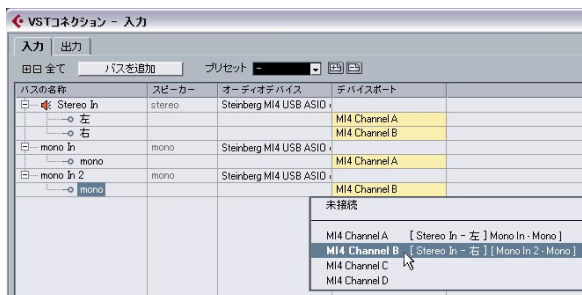 VSTコネクション - 入力
入力 出力
全て バスを追加 プリセット -
バスの名称 スピーカー オーディオデバイス デバイスポート
Stereo In stereo Steinberg MI4 USB ASIO
左 MI4 Channel A
右 MI4 Channel B
mono In mono Steinberg MI4 USB ASIO
mono MI4 Channel A
mono In 2 mono Steinberg MI4 USB ASIO
mono MI4 Channel B
未接続
MI4 Channel A [ Stereo In - 左 ] Mono In - Mono ]
MI4 Channel B [ Stereo In - 右 ] [ Mono In 2 - Mono ]
MI4 Channel C
MI4 Channel D